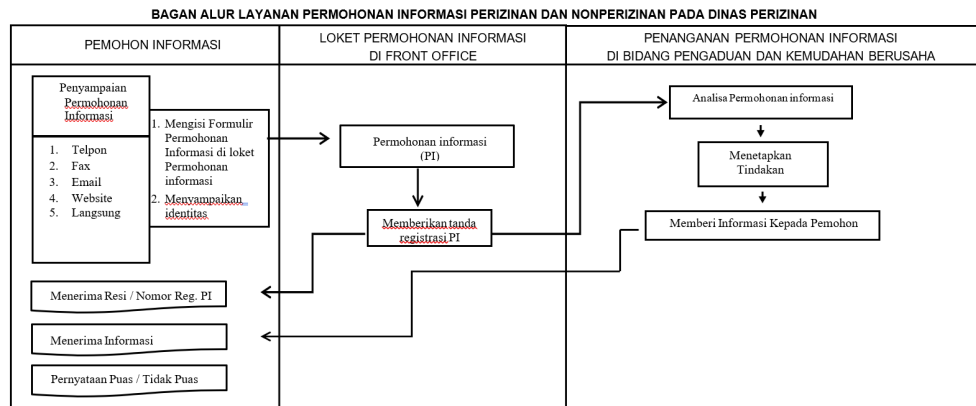 BAGAN ALUR LAYANAN PERMOHONAN INFORMASI PERIZINAN DAN NONPERIZINAN PADA DINAS PERIZINAN
PEMOHON INFORMASI
LOKET PERMOHONAN INFORMASI
DI FRONT OFFICE
PENANGANAN PERMOHONAN INFORMASI
DI BIDANG PENGADUAN DAN KEMUDAHAN BERUSAHA
Penyampaian
Permohonan
Informasi
1. Telpon
2. Fax
3. Email
4. Website
5. Langsung
1. Mengisi Formulir
Permohonan
Informasi di loket
Permohonan
informasi
2. Menyampaikan
identitas
Permohonan informasi
(PI)
Memberikan tanda
registrasi PI
Analisa Permohonan informasi
Menetapkan
Tindakan
Memberi Informasi Kepada Pemohon
Menerima Resi / Nomor Reg. PI
Menerima Informasi
Pernyataan Puas / Tidak Puas